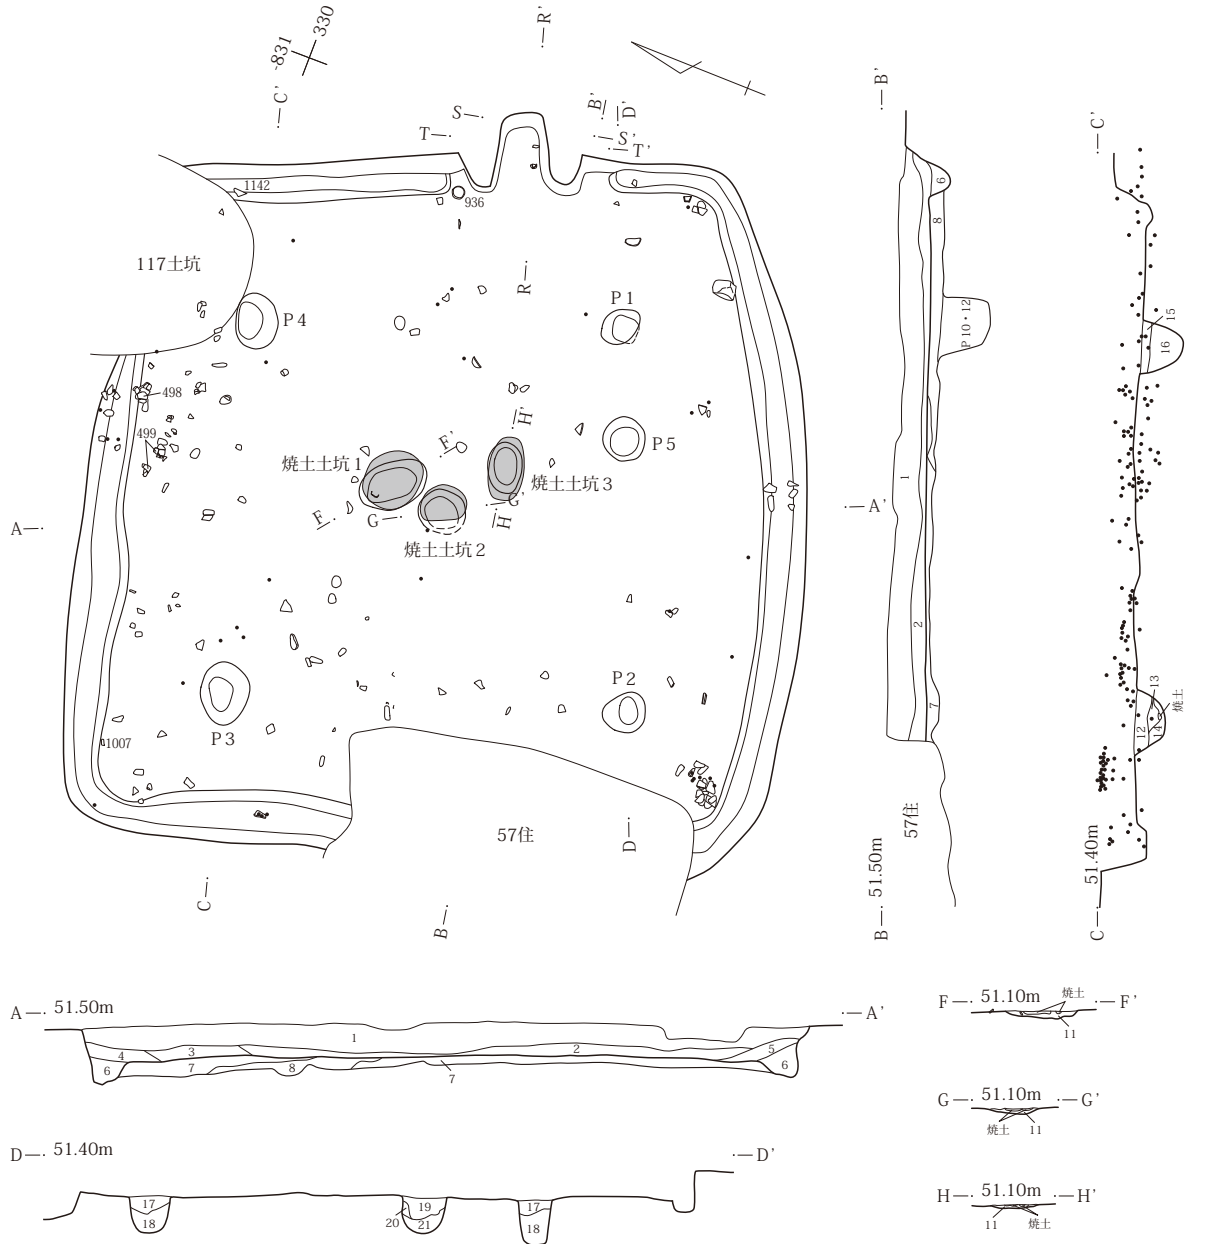 330
-831
R'
C'
S
T
B'
D'
S'
T'
B'
C'
1142
936
117土坑
R
P4
P1
P10・12
15
16
6
8
498
499
H'
F'
P5
焼土土坑1
焼土土坑3
G'
F
G
H
焼土土坑2
A
A'
1
2
7
P3
P2
1007
13
焼土
12
14
57住
D
57住
C
B
B 51.50m
C 51.40m
A 51.50m
A'
1
2
3
4
5
6
7
8
6
7
F 51.10m F'
焼土
11
G 51.10m G'
焼土
11
D 51.40m D'
17
18
19
20
21
17
18
H 51.10m H'
11
焼土